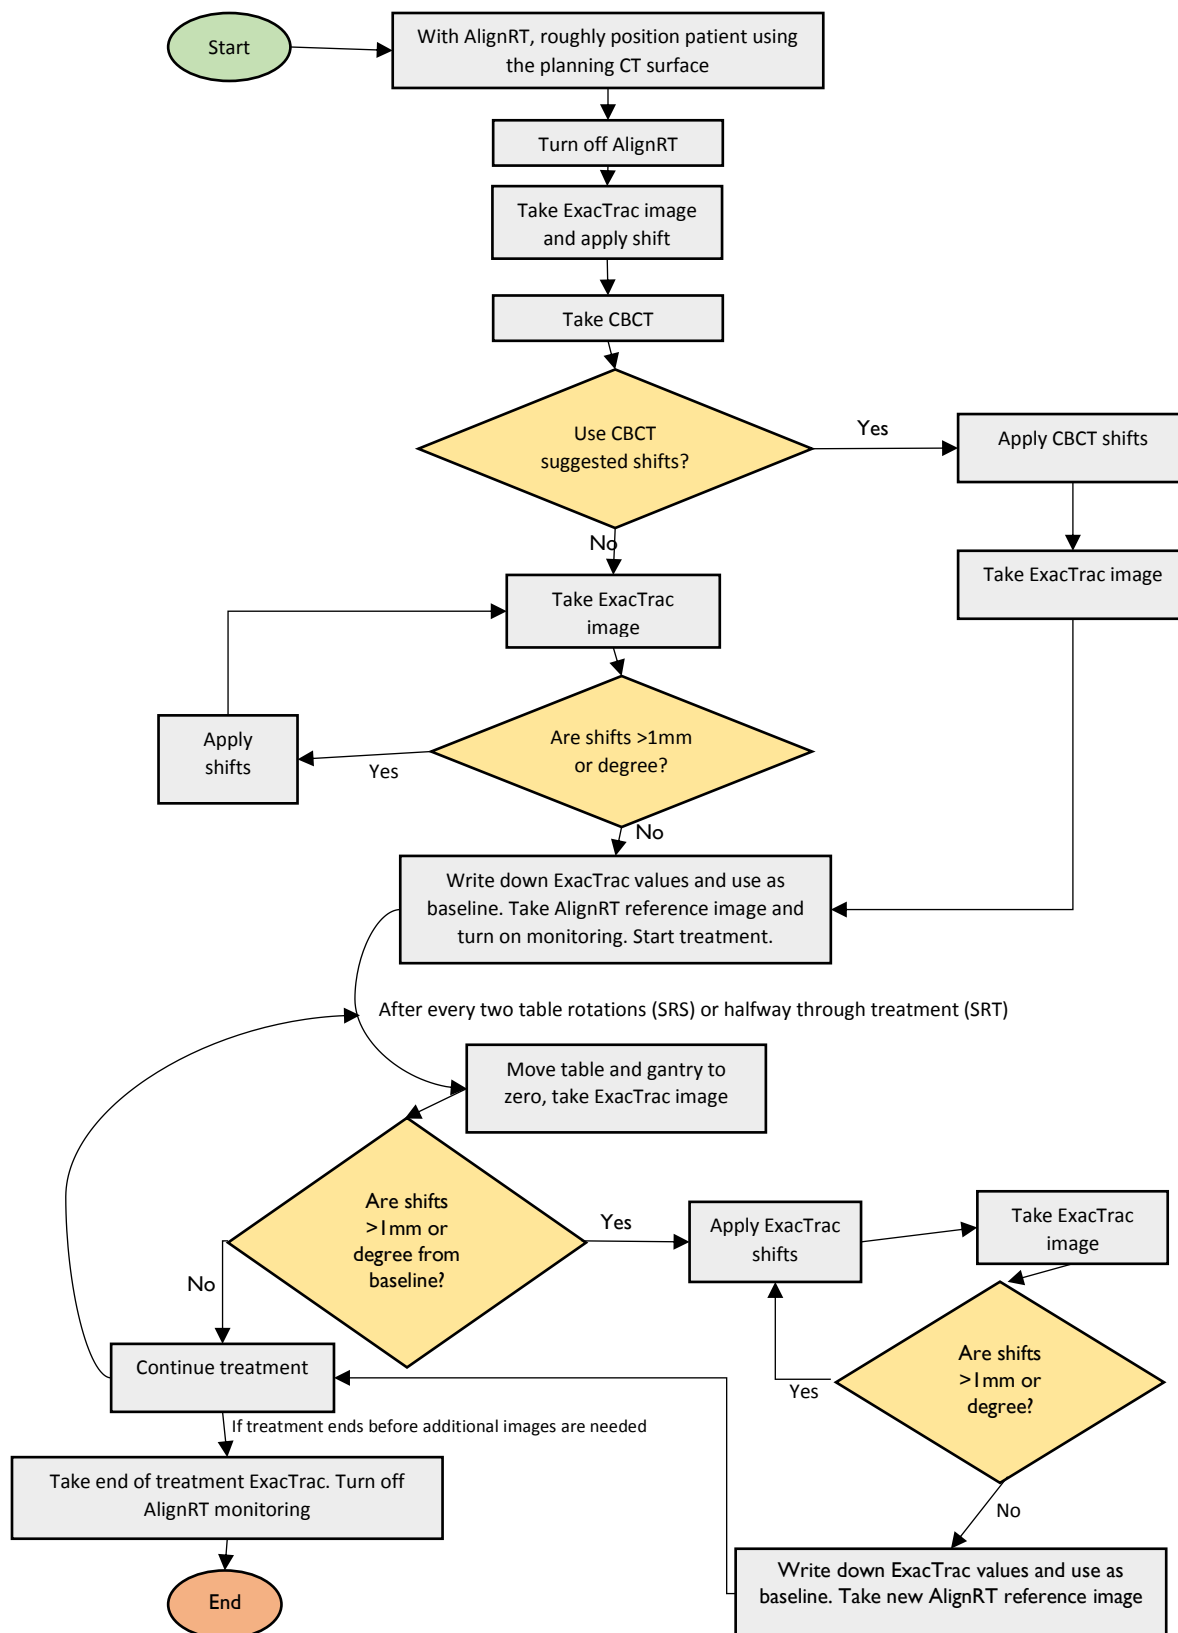 Start
With AlignRT, roughly position patient using
the planning CT surface
Turn off AlignRT
Take ExacTrac image
and apply shift
Take CBCT
Use CBCT
suggested shifts?
Yes
Apply CBCT shifts
No
Take ExacTrac image
Take ExacTrac
image
Are shifts >1mm
or degree?
Yes
Apply
shifts
No
Write down ExacTrac values and use as
baseline. Take AlignRT reference image and
turn on monitoring. Start treatment.
After every two table rotations (SRS) or halfway through treatment (SRT)
Move table and gantry to
zero, take ExacTrac image
Are shifts
>1mm or
degree from
baseline?
Yes
Apply ExacTrac
shifts
Take ExacTrac
image
No
Continue treatment
Are shifts
>1mm or
degree?
Yes
If treatment ends before additional images are needed
Take end of treatment ExacTrac. Turn off
AlignRT monitoring
No
Write down ExacTrac values and use as
baseline. Take new AlignRT reference image
End